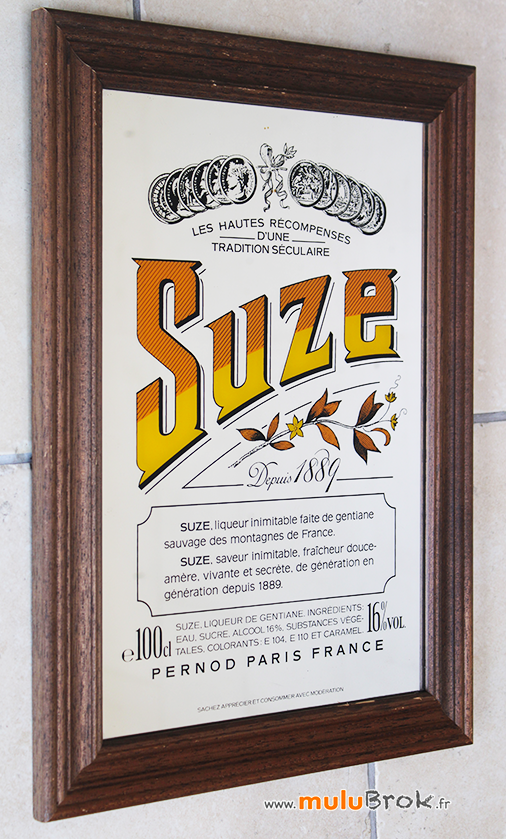 LES HAUTES RÉCOMPENSES
D'UNE
TRADITION SÉCULAIRE
Suze
Depuis 1889
SUZE, liqueur inimitable faite de gentiane
sauvage des montagnes de France.
SUZE, saveur inimitable, fraîcheur douce-
amère, vivante et secrète, de génération en
génération depuis 1889.
SUZE, LIQUEUR DE GENTIANE. INGRÉDIENTS:
EAU, SUCRE, ALCOOL 16%, SUBSTANCES VÉGÉ-
TALES, COLORANTS: E 104, E 110 ET CARAMEL.
e 100 cl
16% VOL.
PERNOD PARIS FRANCE
SACHEZ APPRÉCIER ET CONSOMMER AVEC MODÉRATION
www.muluBrok.fr